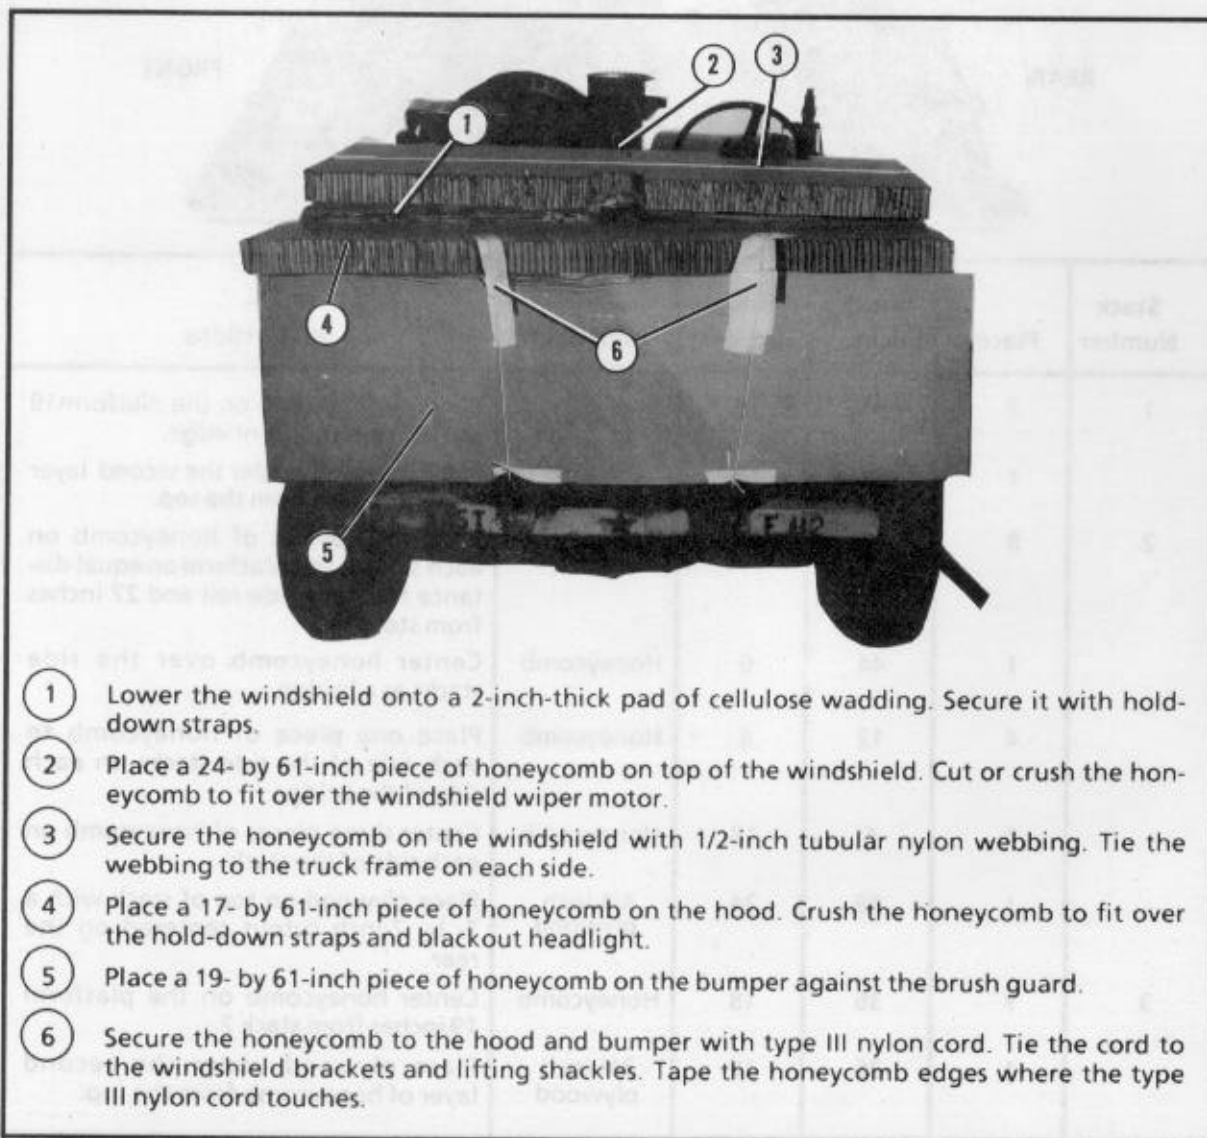 REAR
FRONT
2
3
1
4
6
5
Stack
Number
1 Lower the windshield onto a 2-inch-thick pad of cellulose wadding. Secure it with hold-
down straps.
2 Place a 24- by 61-inch piece of honeycomb on top of the windshield. Cut or crush the hon-
eycomb to fit over the windshield wiper motor.
3 Secure the honeycomb on the windshield with 1/2-inch tubular nylon webbing. Tie the
webbing to the truck frame on each side.
4 Place a 17- by 61-inch piece of honeycomb on the hood. Crush the honeycomb to fit over
the hold-down straps and blackout headlight.
5 Place a 19- by 61-inch piece of honeycomb on the bumper against the brush guard.
6 Secure the honeycomb to the hood and bumper with type III nylon cord. Tie the cord to
the windshield brackets and lifting shackles. Tape the honeycomb edges where the type
III nylon cord touches.